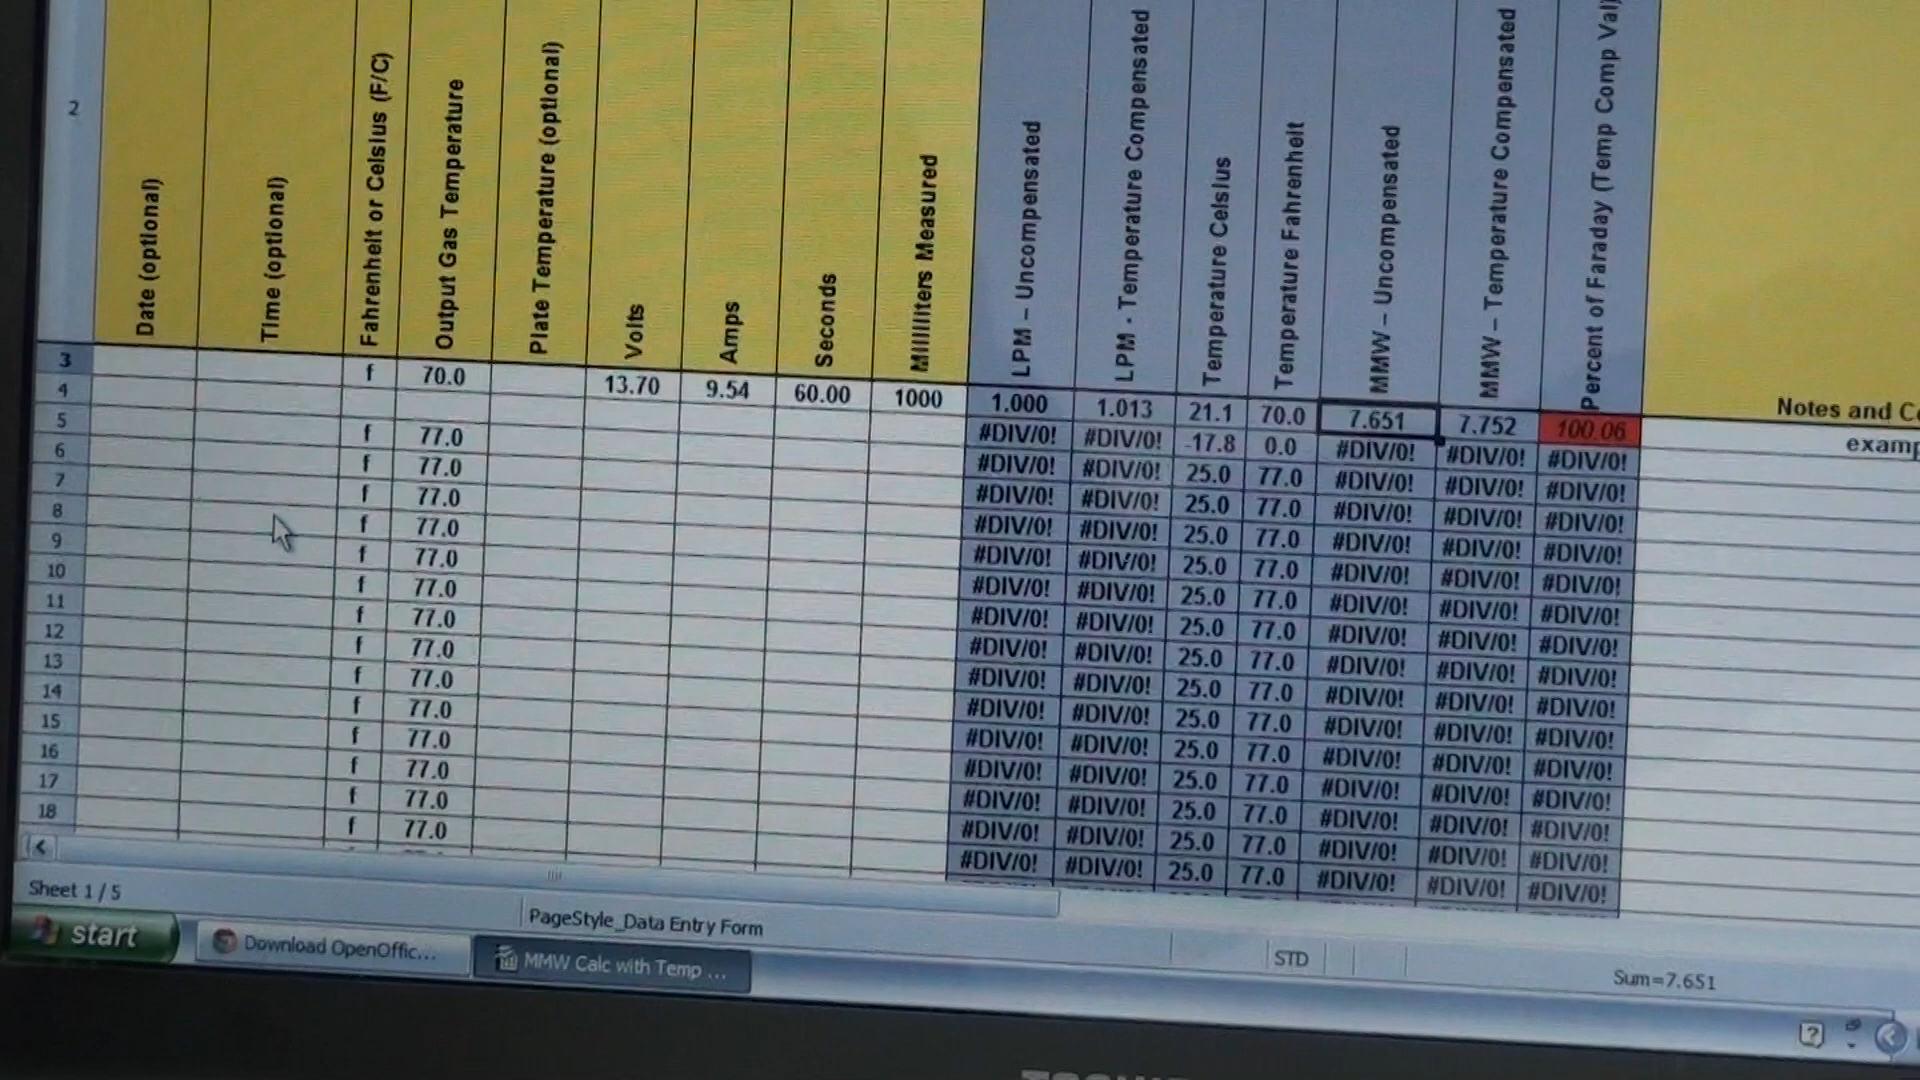 2 Date (optional) Time (optional) Fahrenheit or Celsius (F/C) Output Gas Temperature Plate Temperature (optional) Volts Amps Seconds Milliliters Measured LPM – Uncompensated LPM - Temperature Compensated Temperature Celsius Temperature Fahrenheit MMW – Uncompensated MMW – Temperature Compensated Percent of Faraday (Temp Comp Val) Notes and
3 f 70.0 13.70 9.54 60.00 1000 1.000 1.013 21.1 70.0 7.651 7.752 100.06
4 #DIV/0! #DIV/0! -17.8 0.0 #DIV/0! #DIV/0! #DIV/0!
5 f 77.0 #DIV/0! #DIV/0! 25.0 77.0 #DIV/0! #DIV/0! #DIV/0!
6 f 77.0 #DIV/0! #DIV/0! 25.0 77.0 #DIV/0! #DIV/0! #DIV/0!
7 f 77.0 #DIV/0! #DIV/0! 25.0 77.0 #DIV/0! #DIV/0! #DIV/0!
8 f 77.0 #DIV/0! #DIV/0! 25.0 77.0 #DIV/0! #DIV/0! #DIV/0!
9 f 77.0 #DIV/0! #DIV/0! 25.0 77.0 #DIV/0! #DIV/0! #DIV/0!
10 f 77.0 #DIV/0! #DIV/0! 25.0 77.0 #DIV/0! #DIV/0! #DIV/0!
11 f 77.0 #DIV/0! #DIV/0! 25.0 77.0 #DIV/0! #DIV/0! #DIV/0!
12 f 77.0 #DIV/0! #DIV/0! 25.0 77.0 #DIV/0! #DIV/0! #DIV/0!
13 f 77.0 #DIV/0! #DIV/0! 25.0 77.0 #DIV/0! #DIV/0! #DIV/0!
14 f 77.0 #DIV/0! #DIV/0! 25.0 77.0 #DIV/0! #DIV/0! #DIV/0!
15 f 77.0 #DIV/0! #DIV/0! 25.0 77.0 #DIV/0! #DIV/0! #DIV/0!
16 f 77.0 #DIV/0! #DIV/0! 25.0 77.0 #DIV/0! #DIV/0! #DIV/0!
17 f 77.0 #DIV/0! #DIV/0! 25.0 77.0 #DIV/0! #DIV/0! #DIV/0!
18 f 77.0 #DIV/0! #DIV/0! 25.0 77.0 #DIV/0! #DIV/0! #DIV/0!
Sheet 1 / 5 PageStyle_Data Entry Form STD Sum=7.651
start Download OpenOffic... MMW Calc with Temp ...